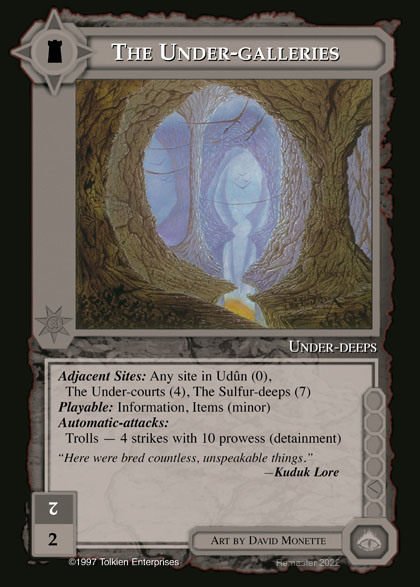 The Under-galleries
Under-deeps
Adjacent Sites: Any site in Udûn (0),
The Under-courts (4), The Sulfur-deeps (7)
Playable: Information, Items (minor)
Automatic-attacks:
Trolls — 4 strikes with 10 prowess (detainment)
“Here were bred countless, unspeakable things.”
–Kuduk Lore
2
2
Art by David Monette
©1997 Tolkien Enterprises
Remaster 2022